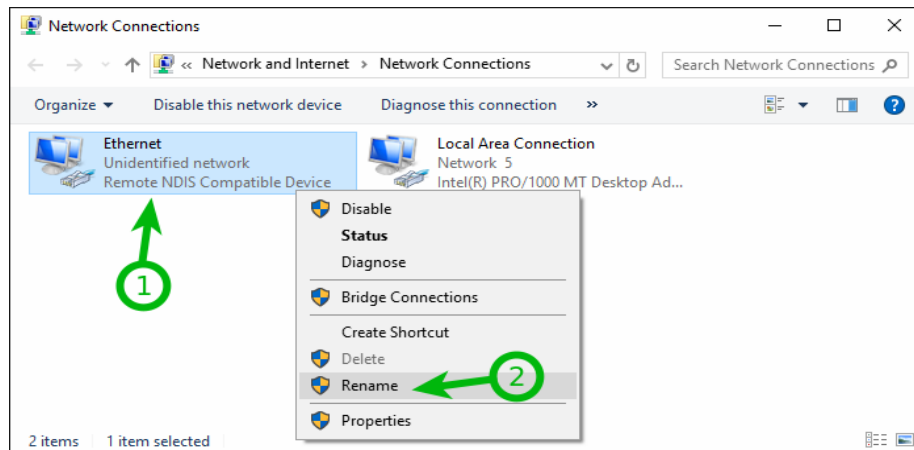 Network Connections
« Network and Internet › Network Connections
Search Network Connections
Organize Disable this network device Diagnose this connection »
Ethernet
Unidentified network
Remote NDIS Compatible Device
Local Area Connection
Network 5
Intel(R) PRO/1000 MT Desktop Ad...
1
Disable
Status
Diagnose
Bridge Connections
Create Shortcut
Delete
Rename
2
Properties
2 items 1 item selected